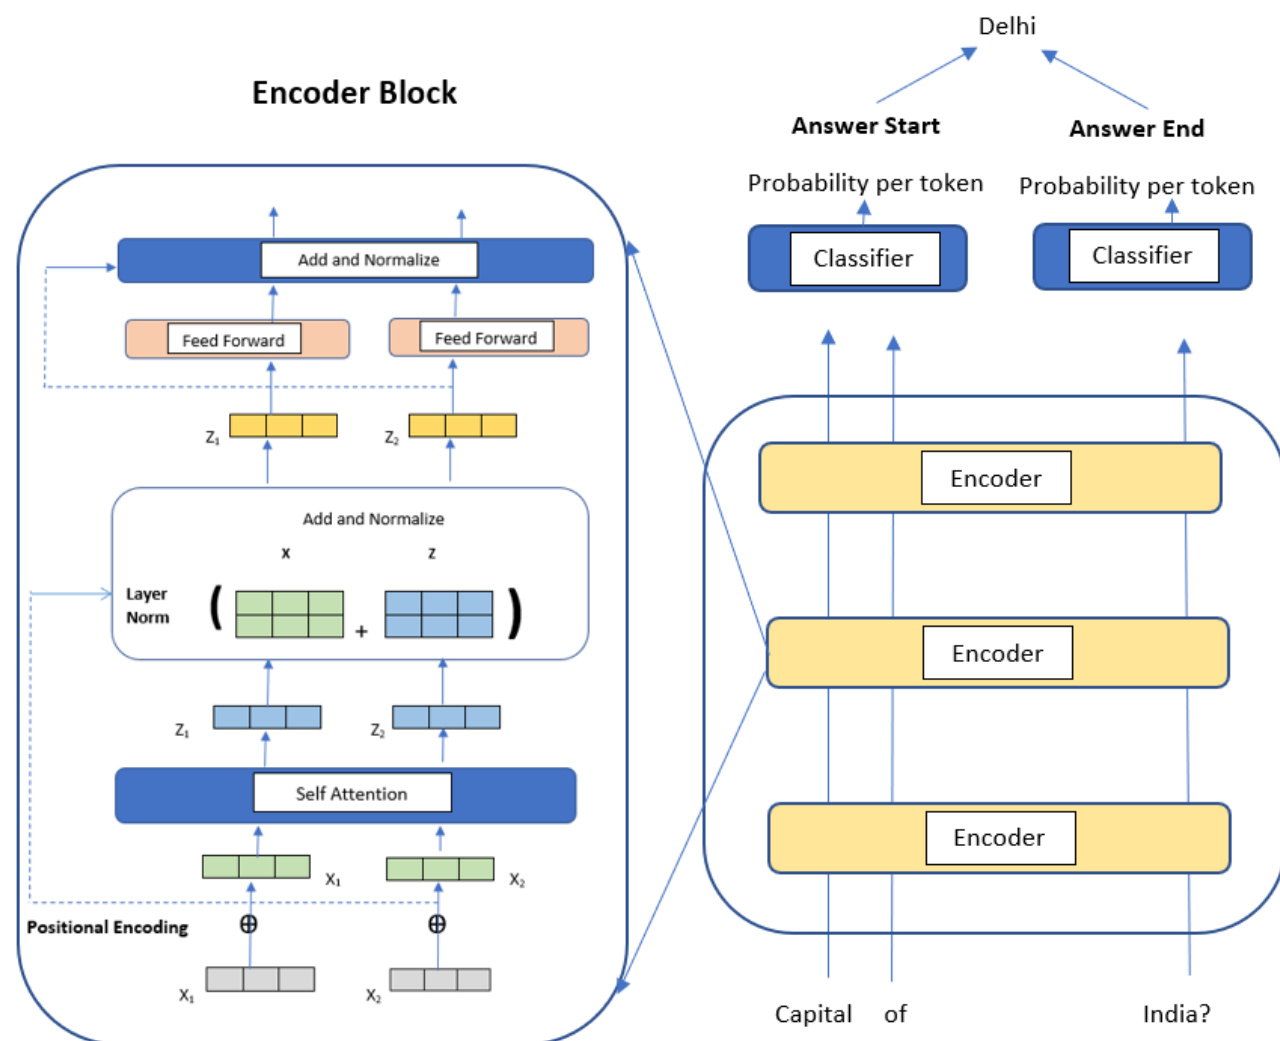 Encoder Block
Add and Normalize
Feed Forward
Feed Forward
Z₁
Z₂
Add and Normalize
x
z
Layer
Norm
(
+
)
Z₁
Z₂
Self Attention
X₁
X₂
Positional Encoding
⊕
⊕
X₁
X₂
Delhi
Answer Start
Answer End
Probability per token
Probability per token
Classifier
Classifier
Encoder
Encoder
Encoder
Capital of India?